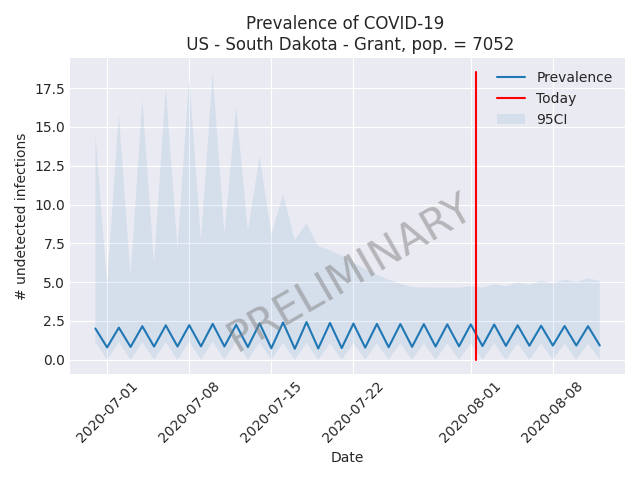 Prevalence of COVID-19
US - South Dakota - Grant, pop. = 7052
17.5
15.0
12.5
10.0
7.5
5.0
2.5
0.0
# undetected infections
Prevalence
Today
95CI
PRELIMINARY
2020-07-01
2020-07-08
2020-07-15
2020-07-22
2020-08-01
2020-08-08
Date